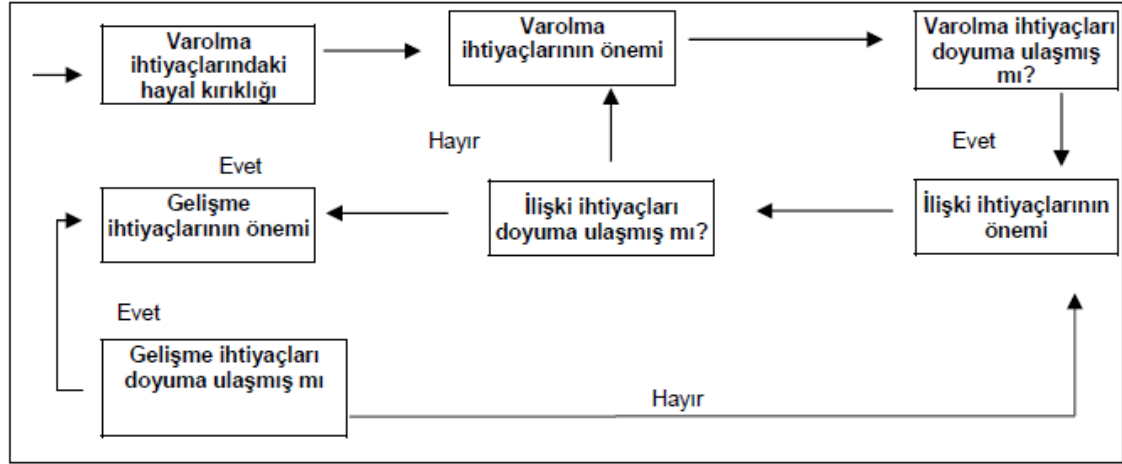 Varolma
ihtiyaçlarındaki
hayal kırıklığı
Varolma
ihtiyaçlarının önemi
Varolma ihtiyaçları
doyuma ulaşmış
mı?
Hayır
Evet
Evet
Gelişme
ihtiyaçlarının önemi
İlişki ihtiyaçları
doyuma ulaşmış mı?
İlişki ihtiyaçlarının
önemi
Evet
Gelişme ihtiyaçları
doyuma ulaşmış mı
Hayır